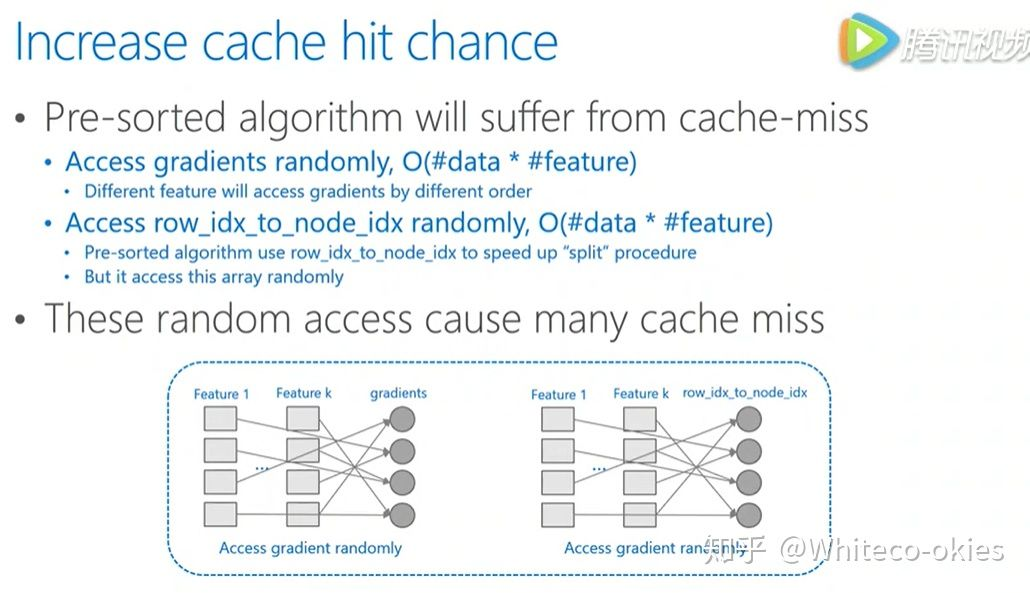 Increase cache hit chance
腾讯视频
• Pre-sorted algorithm will suffer from cache-miss
• Access gradients randomly, O(#data * #feature)
• Different feature will access gradients by different order
• Access row_idx_to_node_idx randomly, O(#data * #feature)
• Pre-sorted algorithm use row_idx_to_node_idx to speed up “split” procedure
• But it access this array randomly
• These random access cause many cache miss
Feature 1 Feature k gradients
...
Access gradient randomly
Feature 1 Feature k row_idx_to_node_idx
...
Access gradient randomly
知乎 @Whiteco-okies